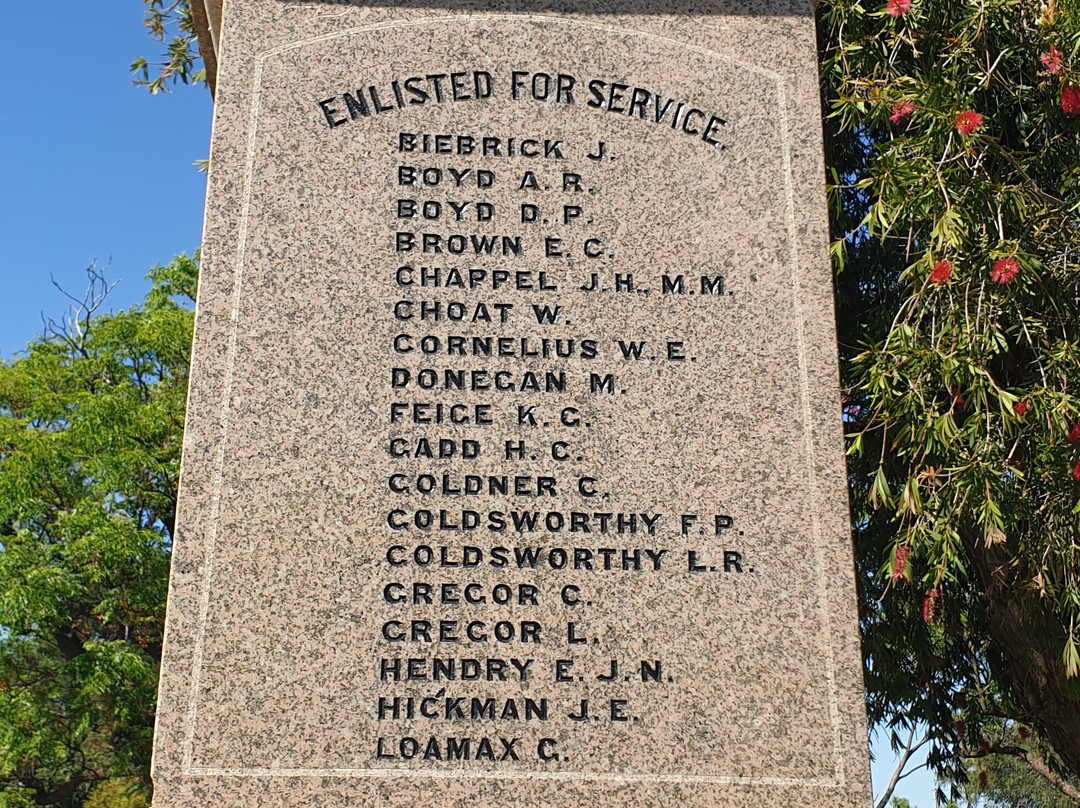 ENLISTED FOR SERVICE.
BIEBRICK J.
BOYD A. R.
BOYD D. P.
BROWN E. C.
CHAPPEL J. H., M. M.
CHOAT W.
CORNELIUS W. E.
DONEGAN M.
FEIGE K. G.
GADD H. C.
GOLDNER C.
GOLDSWORTHY F. P.
GOLDSWORTHY L. R.
GREGOR C.
GREGOR L.
HENDRY E. J. N.
HICKMAN J. E.
LOAMAX G.